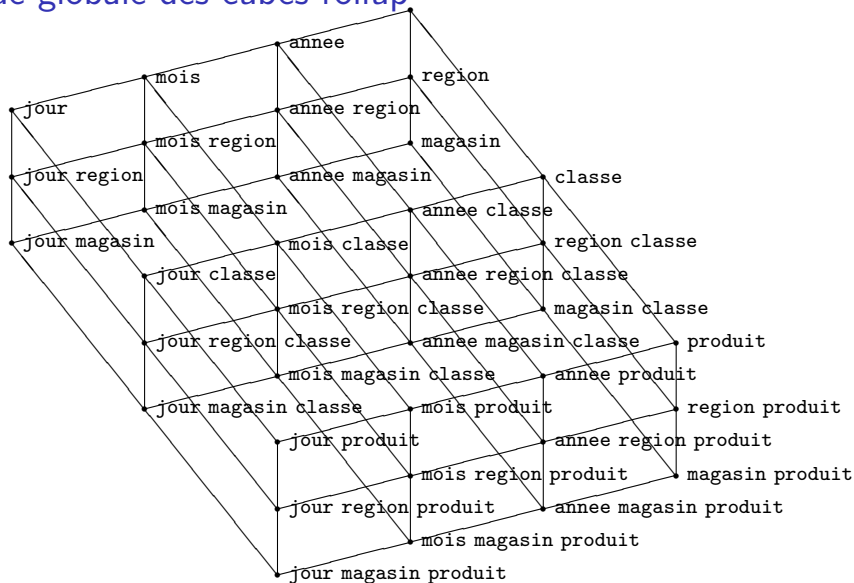 globale des cubes rollup
annee
mois
region
jour
annee region
mois region
magasin
jour region
annee magasin
classe
mois magasin
annee classe
jour magasin
mois classe
region classe
jour classe
annee region classe
mois region classe
magasin classe
jour region classe
annee magasin classe
produit
mois magasin classe
annee produit
jour magasin classe
mois produit
region produit
jour produit
annee region produit
mois region produit
magasin produit
jour region produit
annee magasin produit
mois magasin produit
jour magasin produit